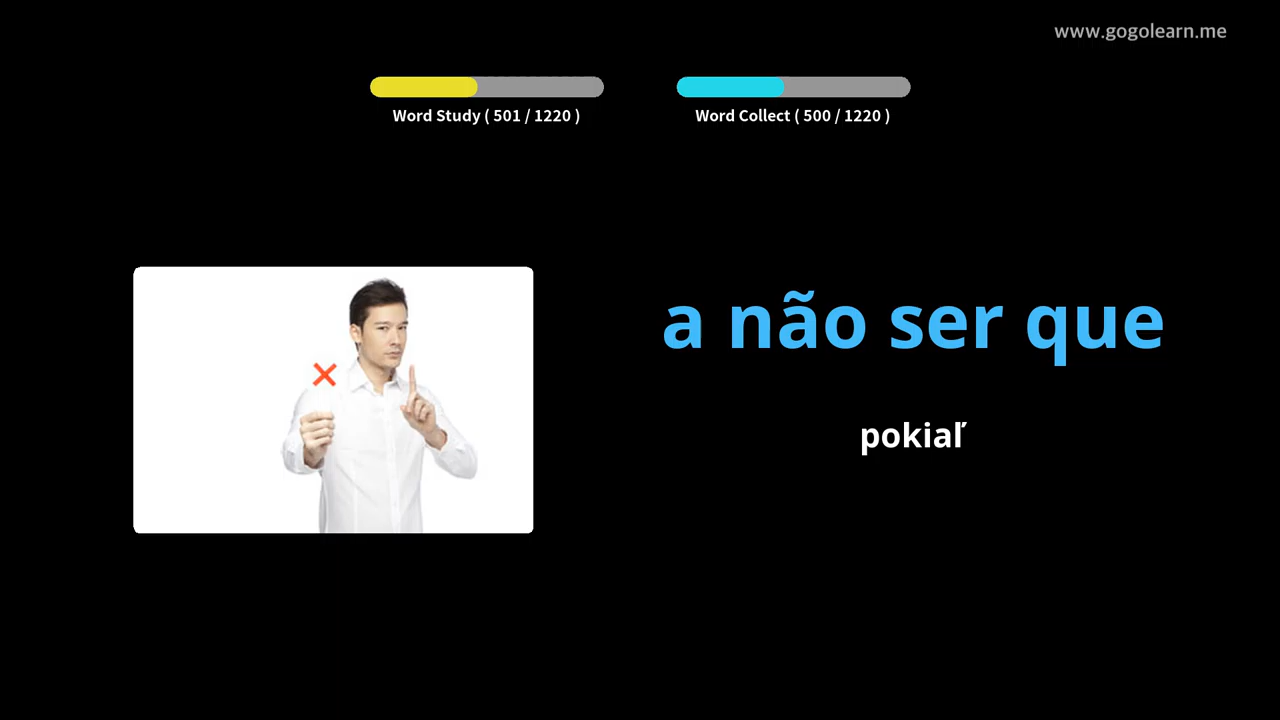 www.gogolearn.me
Word Study ( 501 / 1220 )
Word Collect ( 500 / 1220 )
a não ser que
pokiaľ